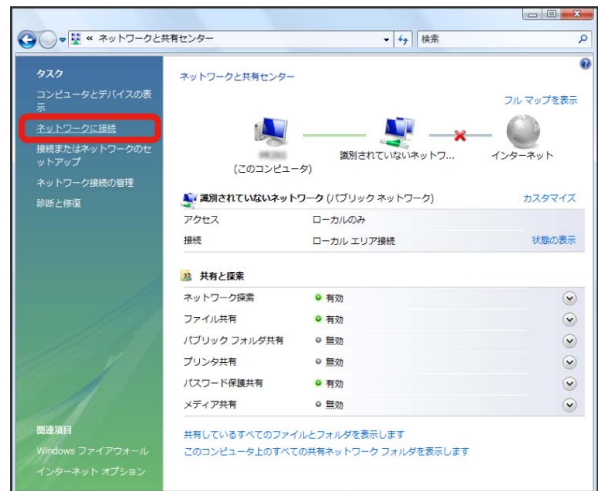 « ネットワークと共有センター
検索
タスク
コンピュータとデバイスの表
示
ネットワークに接続
接続またはネットワークのセ
ットアップ
ネットワーク接続の管理
診断と修復
関連項目
Windows ファイアウォール
インターネット オプション
ネットワークと共有センター
フル マップを表示
(このコンピュータ)
識別されていないネットワ...
インターネット
識別されていないネットワーク (パブリック ネットワーク) カスタマイズ
アクセス ローカルのみ
接続 ローカル エリア接続 状態の表示
共有と探索
ネットワーク探索 有効
ファイル共有 有効
パブリック フォルダ共有 無効
プリンタ共有 無効
パスワード保護共有 有効
メディア共有 無効
共有しているすべてのファイルとフォルダを表示します
このコンピュータ上のすべての共有ネットワーク フォルダを表示します